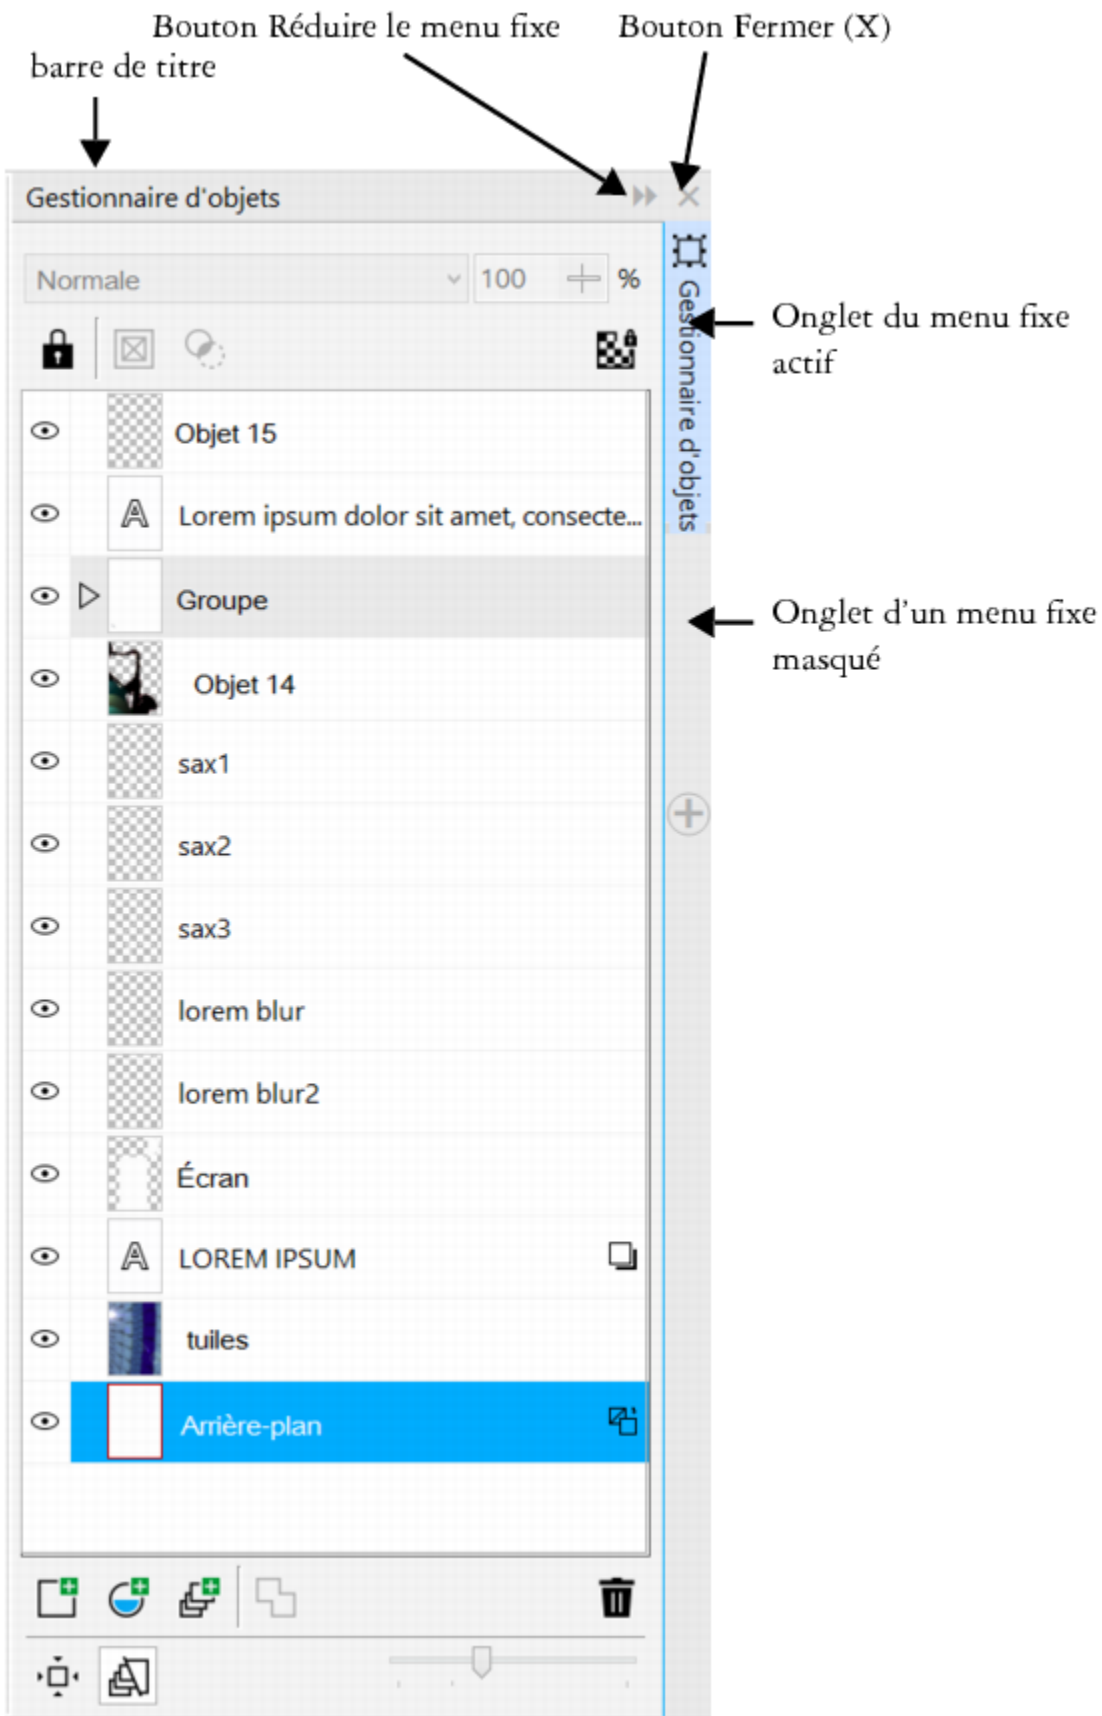 Bouton Réduire le menu fixe
Bouton Fermer (X)
barre de titre
Gestionnaire d'objets
Normale
100
%
Gestionnaire d'objets
Onglet du menu fixe
actif
Objet 15
Lorem ipsum dolor sit amet, consecte...
Groupe
Onglet d’un menu fixe
masqué
Objet 14
sax1
sax2
sax3
lorem blur
lorem blur2
Écran
LOREM IPSUM
tuiles
Arrière-plan